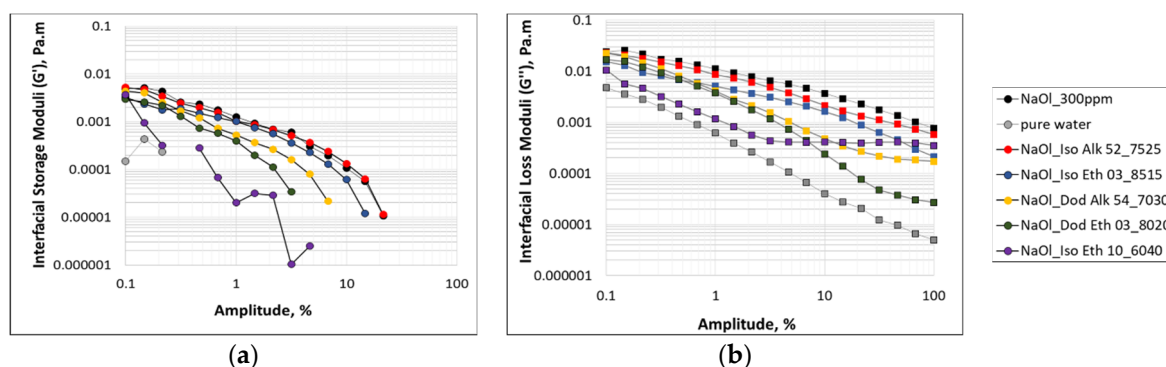 0.1
0.01
0.001
0.0001
0.00001
0.000001
0.1
1
10
100
Interfacial Storage Moduli (G'), Pa.m
Amplitude, %
(a)
0.1
0.01
0.001
0.0001
0.00001
0.000001
0.1
1
10
100
Interfacial Loss Moduli (G''), Pa.m
Amplitude, %
(b)
NaOl_300ppm
pure water
NaOl_Iso Alk 52_7525
NaOl_Iso Eth 03_8515
NaOl_Dod Alk 54_7030
NaOl_Dod Eth 03_8020
NaOl_Iso Eth 10_6040